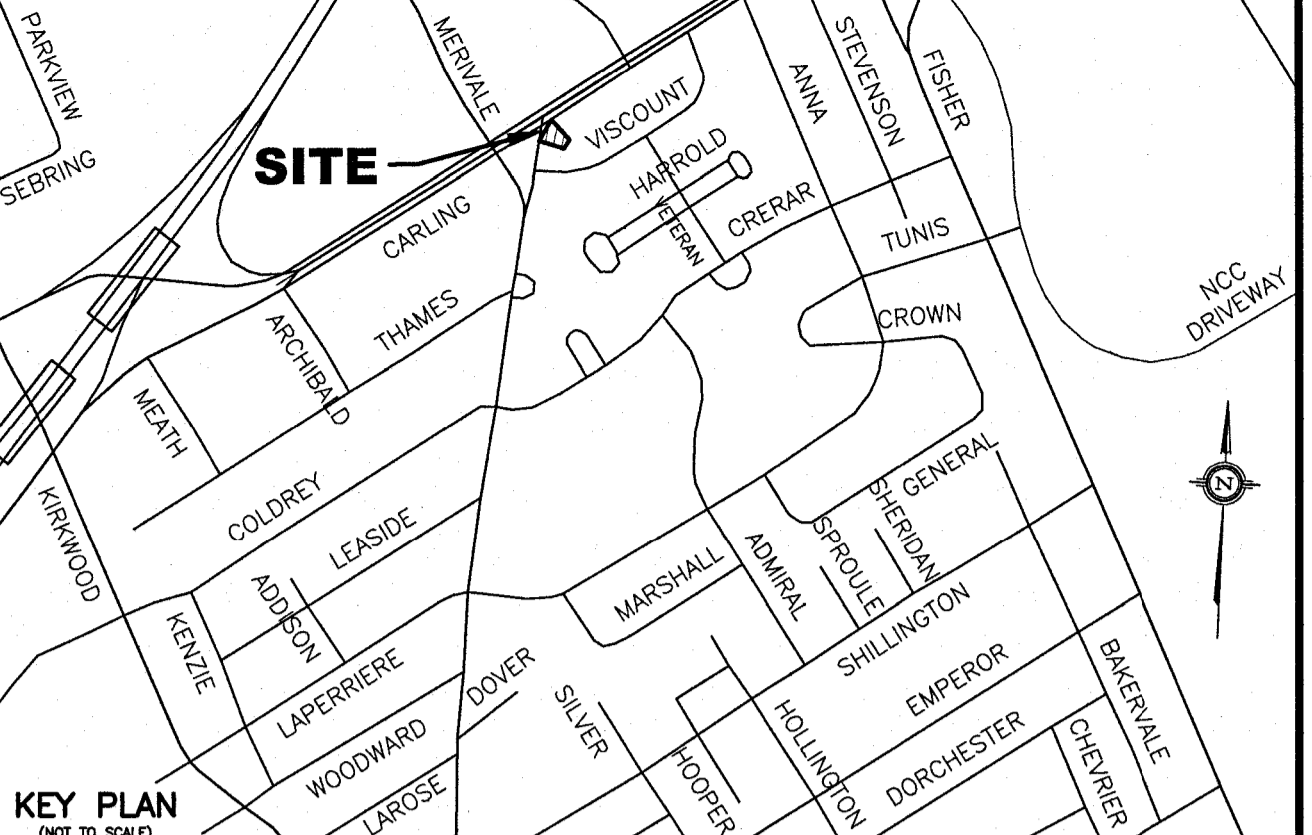 PARKVIEW
SEBRING
MERIVALE
SITE
CARLING
VISCOUNT
HARROLD
VETERAN
CRERAR
ANNA
STEVENSON
FISHER
TUNIS
CROWN
NCC
DRIVEWAY
ARCHIBALD
THAMES
MEATH
KIRKWOOD
COLDREY
LEASIDE
ADDISON
KENZIE
LAPERRIERE
WOODWARD
LAROSE
DOVER
SILVER
MARSHALL
ADMIRAL
SPROULE
SHERIDAN
GENERAL
SHILLINGTON
EMPEROR
HOLLINGTON
HOOPER
DORCHESTER
CHEVRIER
BAKERVALE
N
KEY PLAN
(NOT TO SCALE)